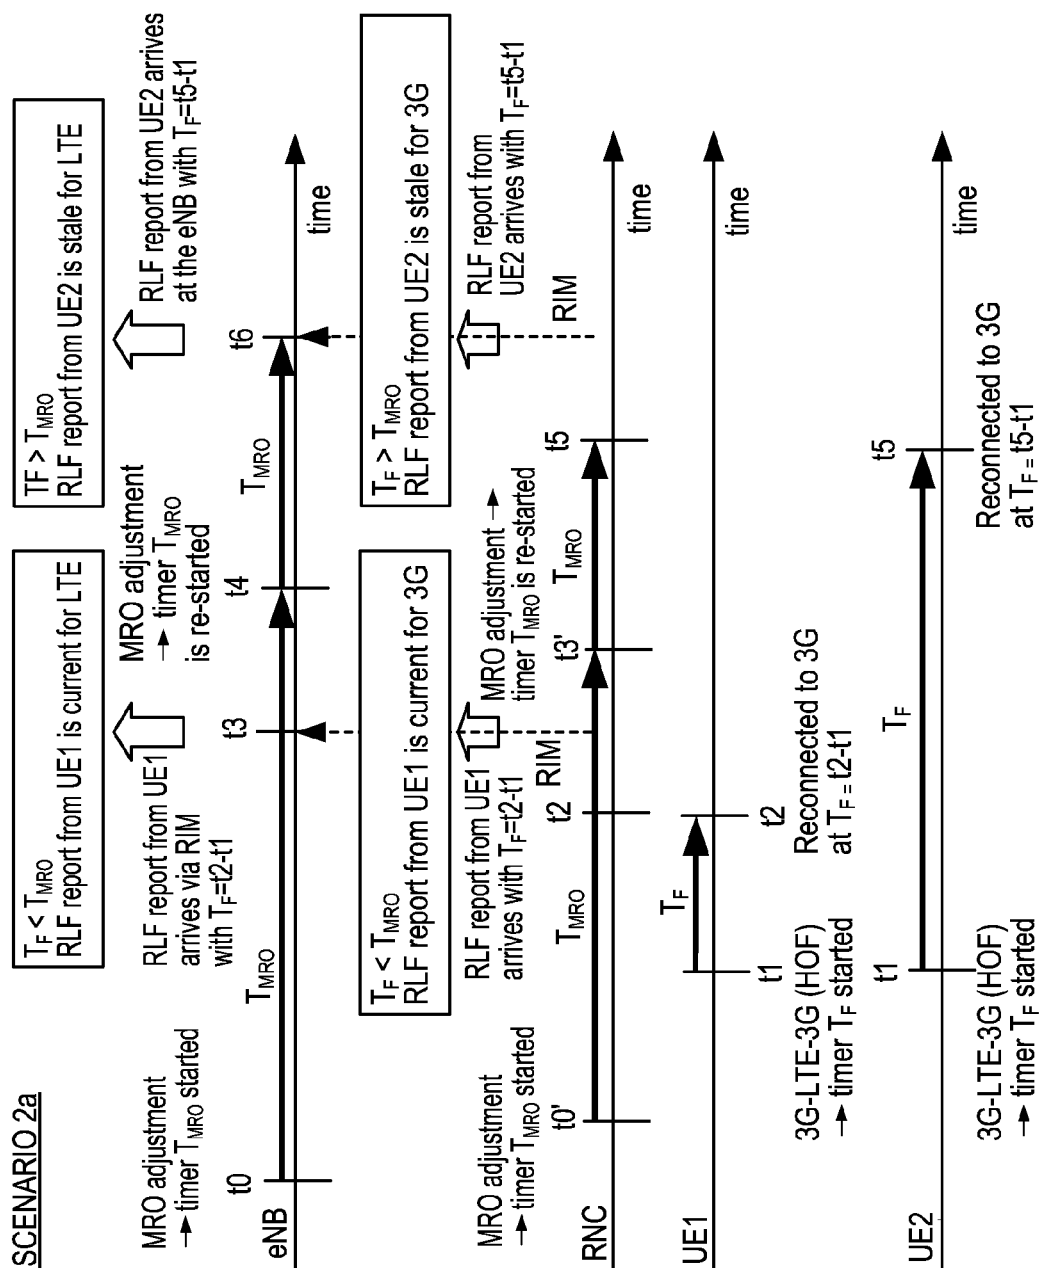 SCENARIO 2a
TF < TMRO
RLF report from UE1 is current for LTE
TF > TMRO
RLF report from UE2 is stale for LTE
MRO adjustment
→ timer TMRO started
RLF report from UE1
arrives via RIM
with TF=t2-t1
MRO adjustment
→ timer TMRO
is re-started
RLF report from UE2 arrives
at the eNB with TF=t5-t1
eNB
t0
TMRO
t3
t4
TMRO
t6
time
TF < TMRO
RLF report from UE1 is current for 3G
TF > TMRO
RLF report from UE2 is stale for 3G
MRO adjustment
→ timer TMRO started
RLF report from UE1
arrives with TF=t2-t1
MRO adjustment →
timer TMRO is re-started
RLF report from
UE2 arrives with TF=t5-t1
RIM
RIM
RNC
t0'
TMRO
t2
t3'
TMRO
t5
time
UE1
TF
time
t1
t2
3G-LTE-3G (HOF)
→ timer TF started
Reconnected to 3G
at TF = t2-t1
UE2
t1
TF
t5
time
3G-LTE-3G (HOF)
→ timer TF started
Reconnected to 3G
at TF = t5-t1